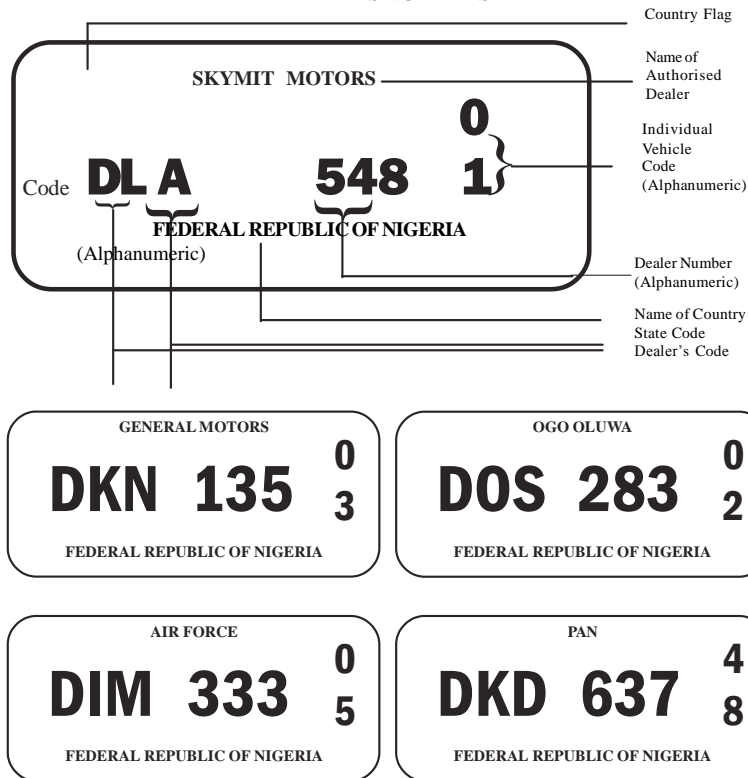 Country Flag
SKYMIT MOTORS
Name of
Authorised
Dealer
0
1
Individual
Vehicle
Code
(Alphanumeric)
Code DLA 548
FEDERAL REPUBLIC OF NIGERIA
(Alphanumeric)
Dealer Number
(Alphanumeric)
Name of Country
State Code
Dealer's Code
GENERAL MOTORS
DKN 135
0
3
FEDERAL REPUBLIC OF NIGERIA
OGO OLUWA
DOS 283
0
2
FEDERAL REPUBLIC OF NIGERIA
AIR FORCE
DIM 333
0
5
FEDERAL REPUBLIC OF NIGERIA
PAN
DKD 637
4
8
FEDERAL REPUBLIC OF NIGERIA